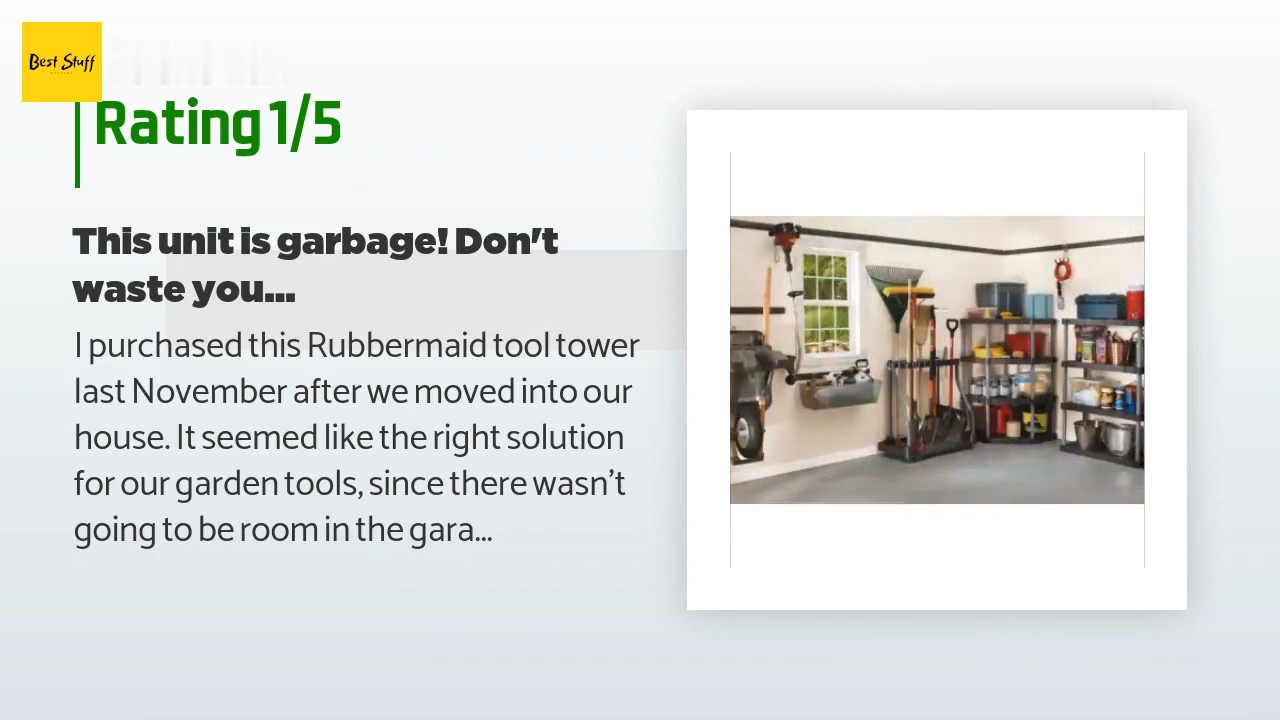 Best Stuff
Rating 1/5
This unit is garbage! Don't
waste you...
I purchased this Rubbermaid tool tower
last November after we moved into our
house. It seemed like the right solution
for our garden tools, since there wasn't
going to be room in the gara...